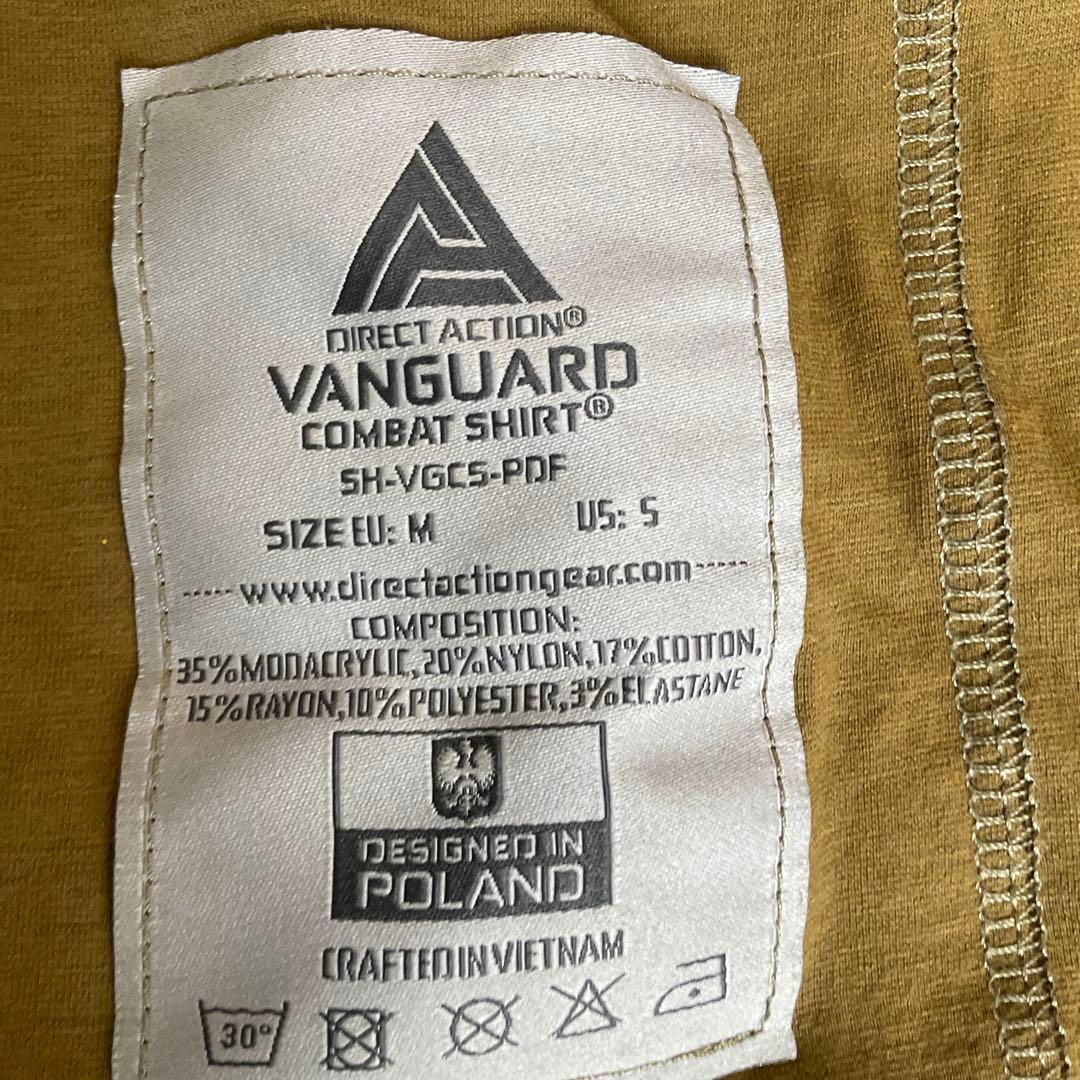 DIRECT ACTION®
VANGUARD
COMBAT SHIRT®
SH-VGCS-PDF
SIZE EU: M US: S
-----www.directactiongear.com-----
COMPOSITION:
35%MODACRYLIC,20%NYLON,17%COTTON,
15%RAYON,10%POLYESTER,3%ELASTANE
DESIGNED IN
POLAND
CRAFTED IN VIETNAM
30°